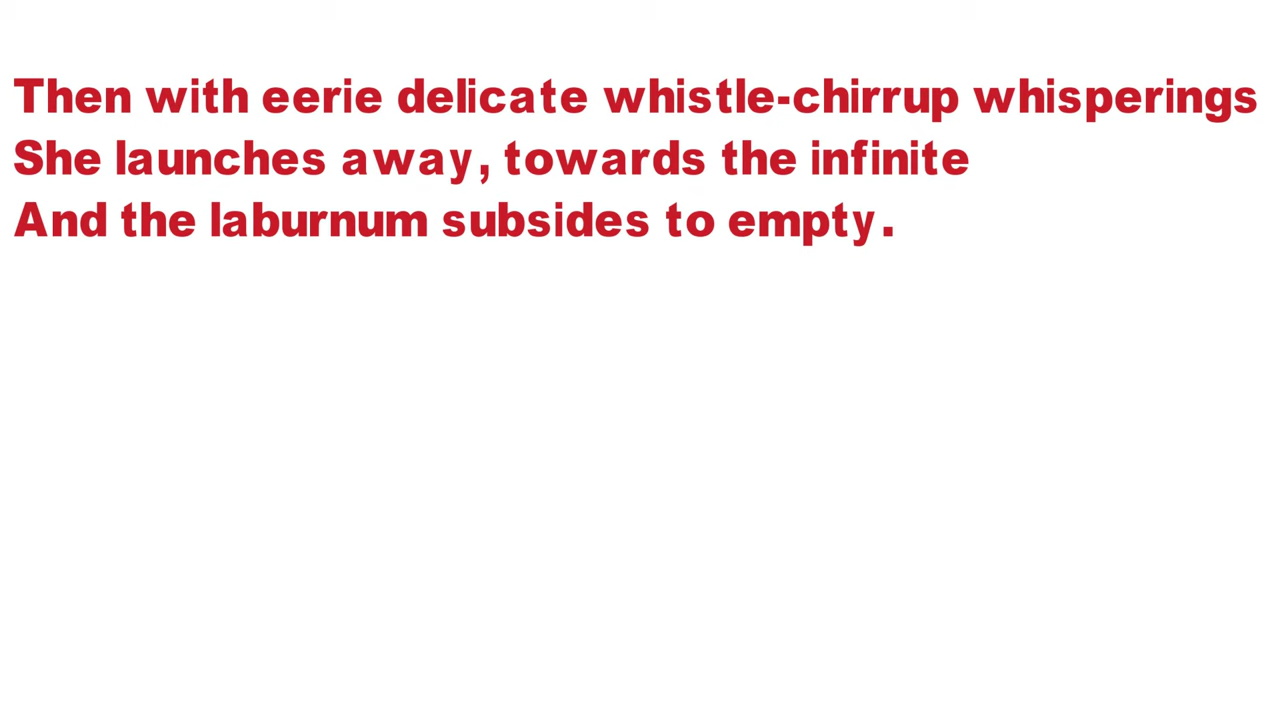 Then with eerie delicate whistle-chirrup whisperings
She launches away, towards the infinite
And the laburnum subsides to empty.